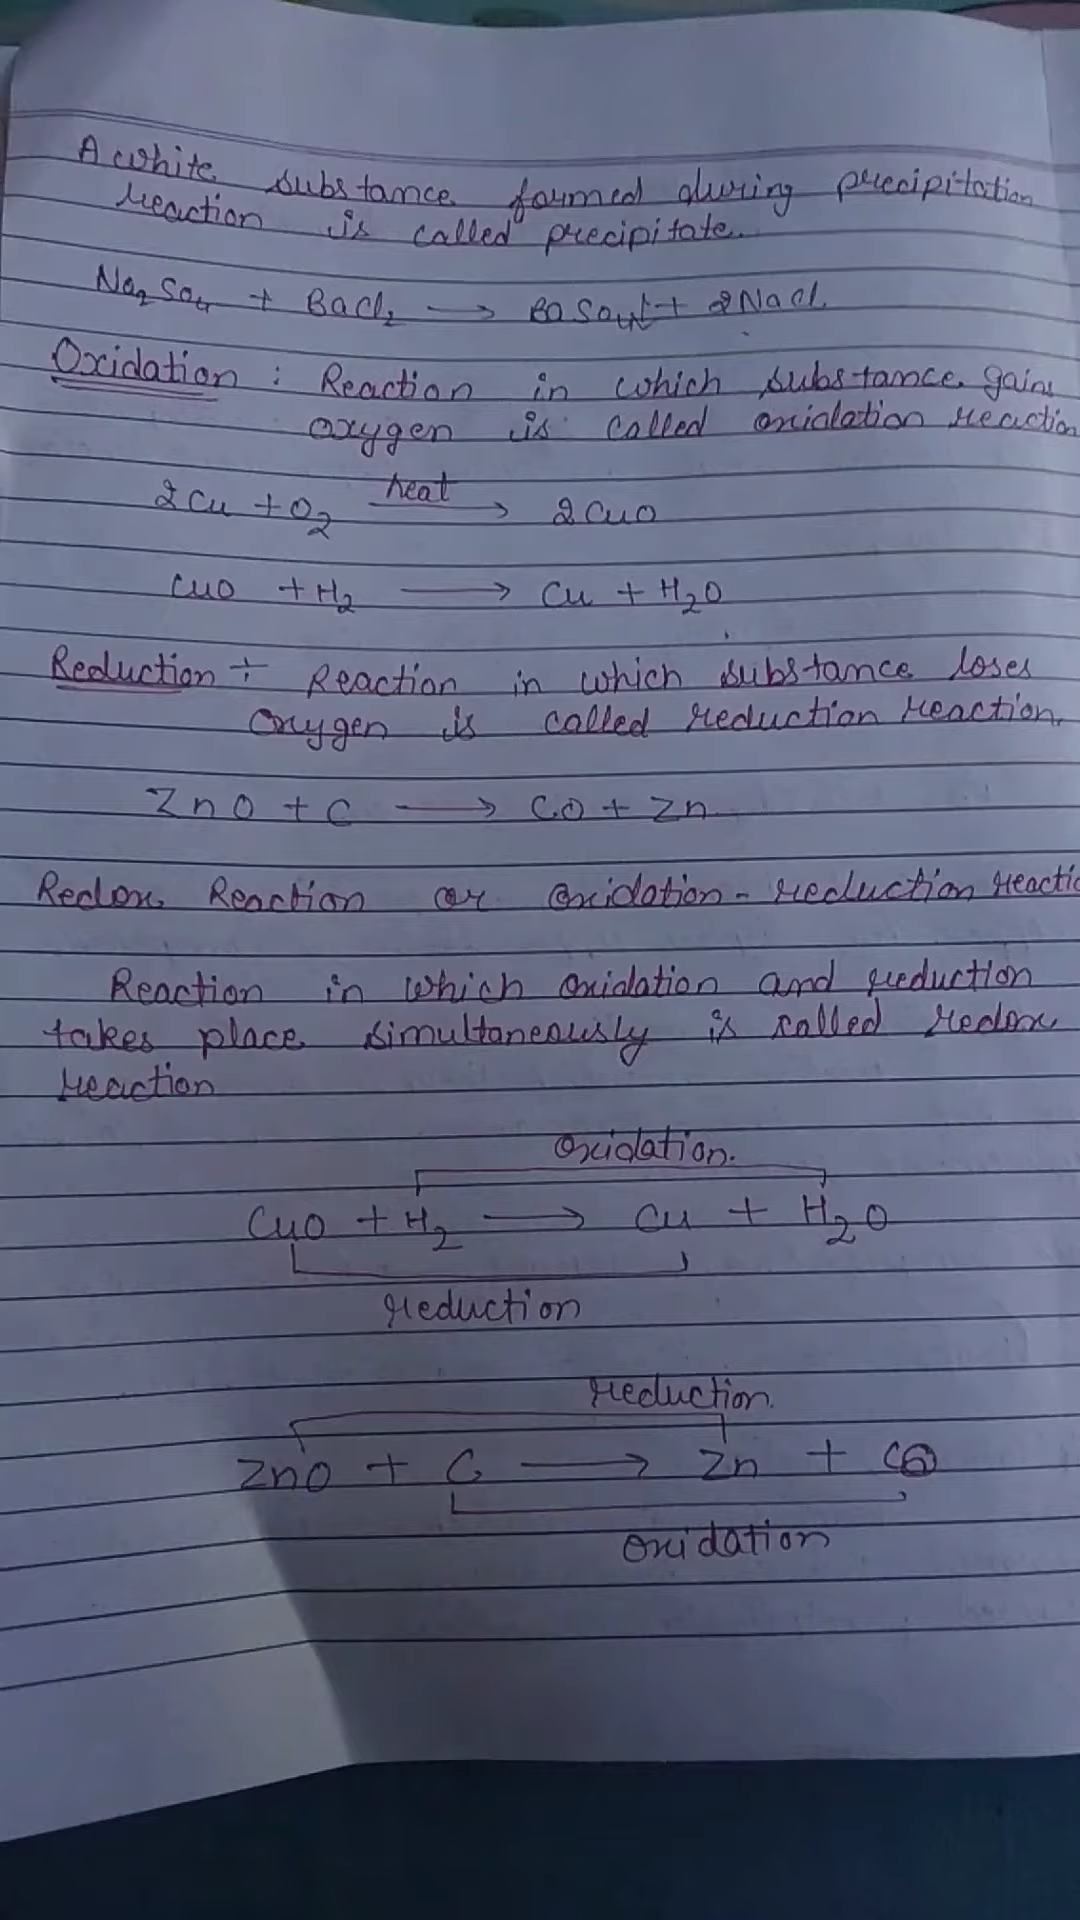 A white substance formed during precipitation
reaction is called precipitate.
Na₂So₄ + BaCl₂ → BaSo₄↓ + 2NaCl.
Oxidation : Reaction in which substance gains
oxygen is called oxidation reaction
2Cu + O₂ heat → 2CuO
CuO + H₂ → Cu + H₂O
Reduction ÷ Reaction in which substance loses
oxygen is called reduction reaction.
ZnO + C → CO + Zn
Redox Reaction or oxidation - reduction reactio
Reaction in which oxidation and reduction
takes place simultaneously is called redox
reaction
oxidation.
CuO + H₂ → Cu + H₂O
reduction
reduction.
ZnO + C → Zn + CO
oxidation